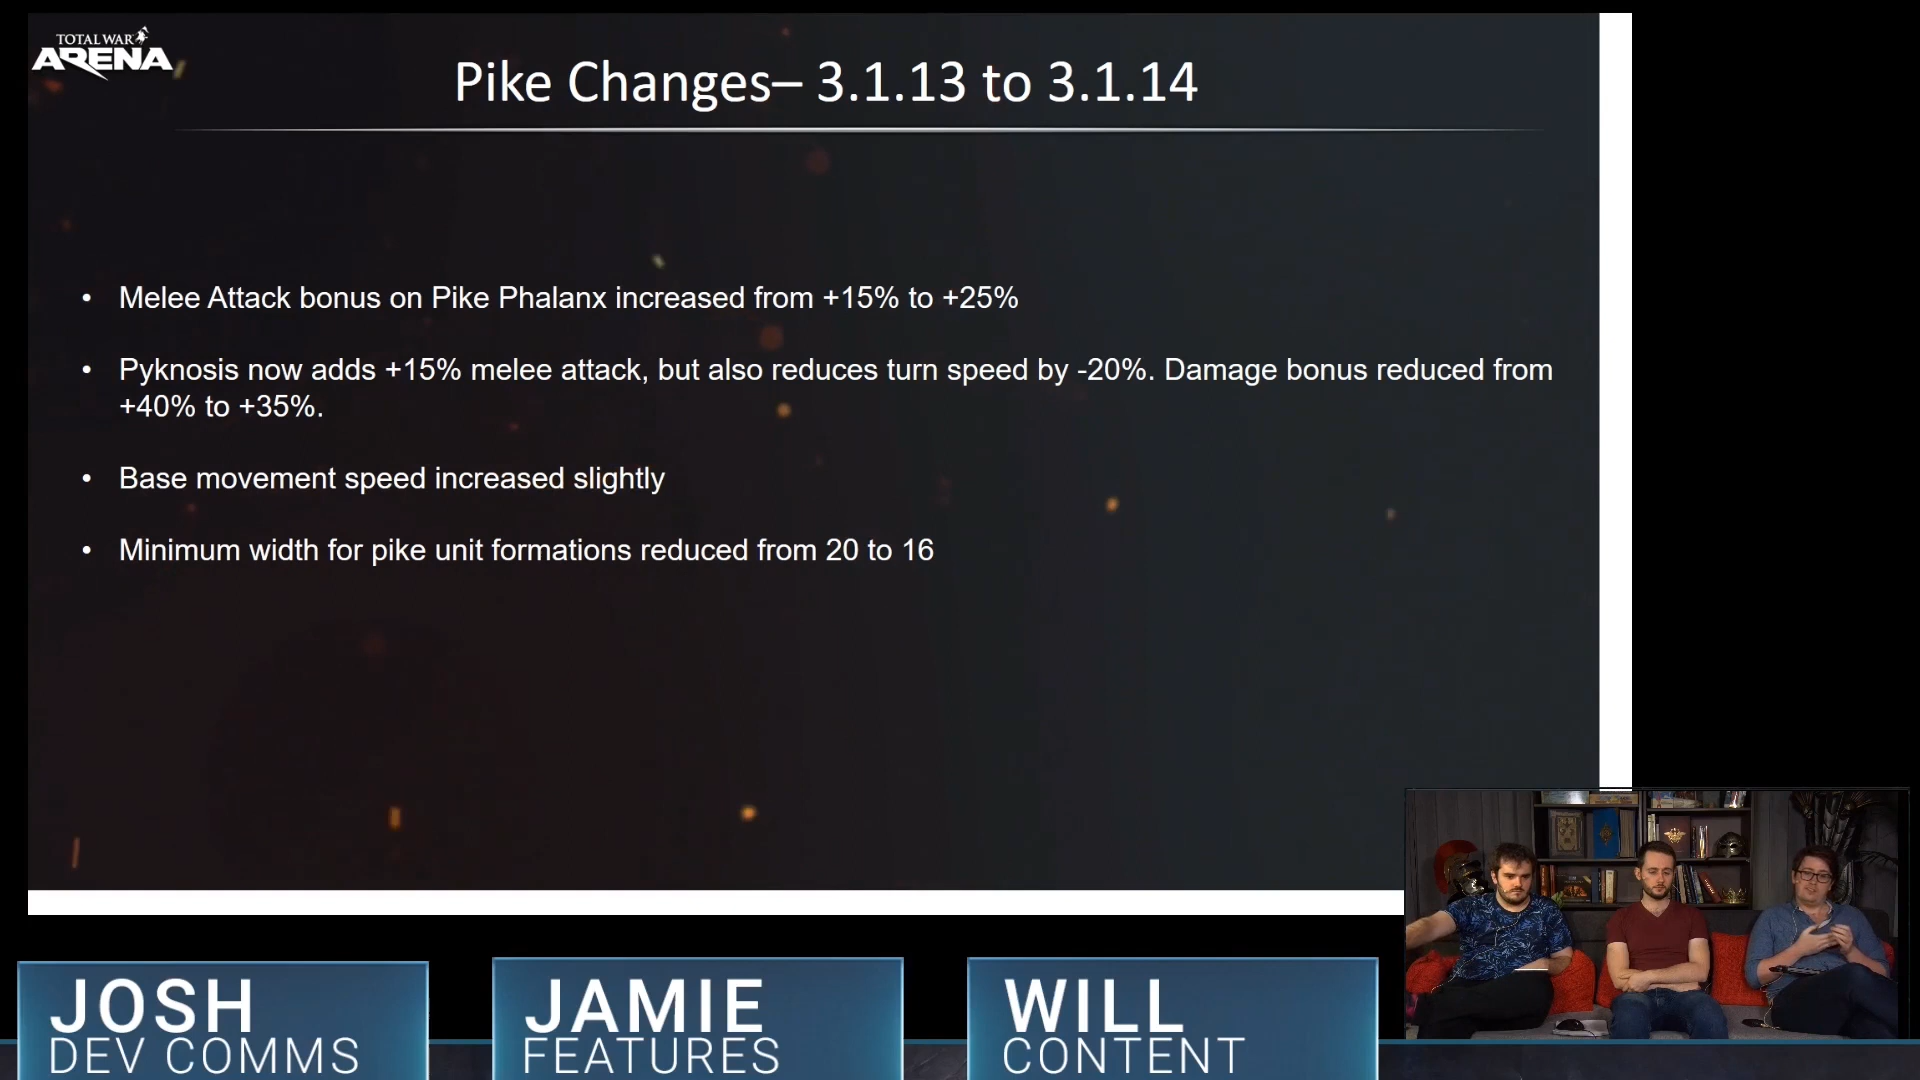 TOTAL WAR
ARENA
Pike Changes– 3.1.13 to 3.1.14
• Melee Attack bonus on Pike Phalanx increased from +15% to +25%
• Pyknosis now adds +15% melee attack, but also reduces turn speed by -20%. Damage bonus reduced from
+40% to +35%.
• Base movement speed increased slightly
• Minimum width for pike unit formations reduced from 20 to 16
JOSH
DEV COMMS
JAMIE
FEATURES
WILL
CONTENT